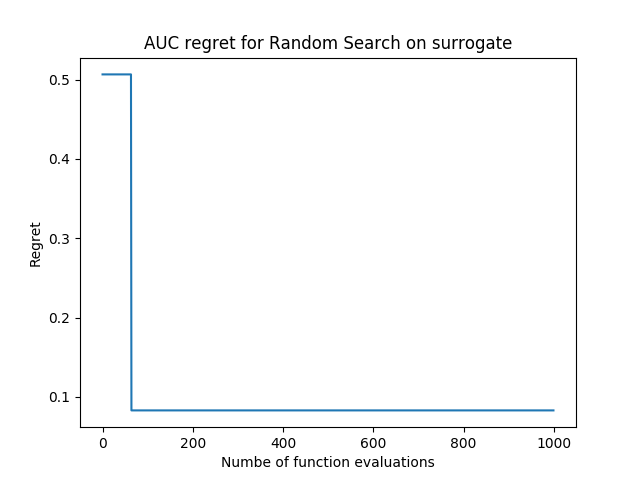 AUC regret for Random Search on surrogate
0.5
0.4
0.3
0.2
0.1
Regret
0 200 400 600 800 1000
Numbe of function evaluations